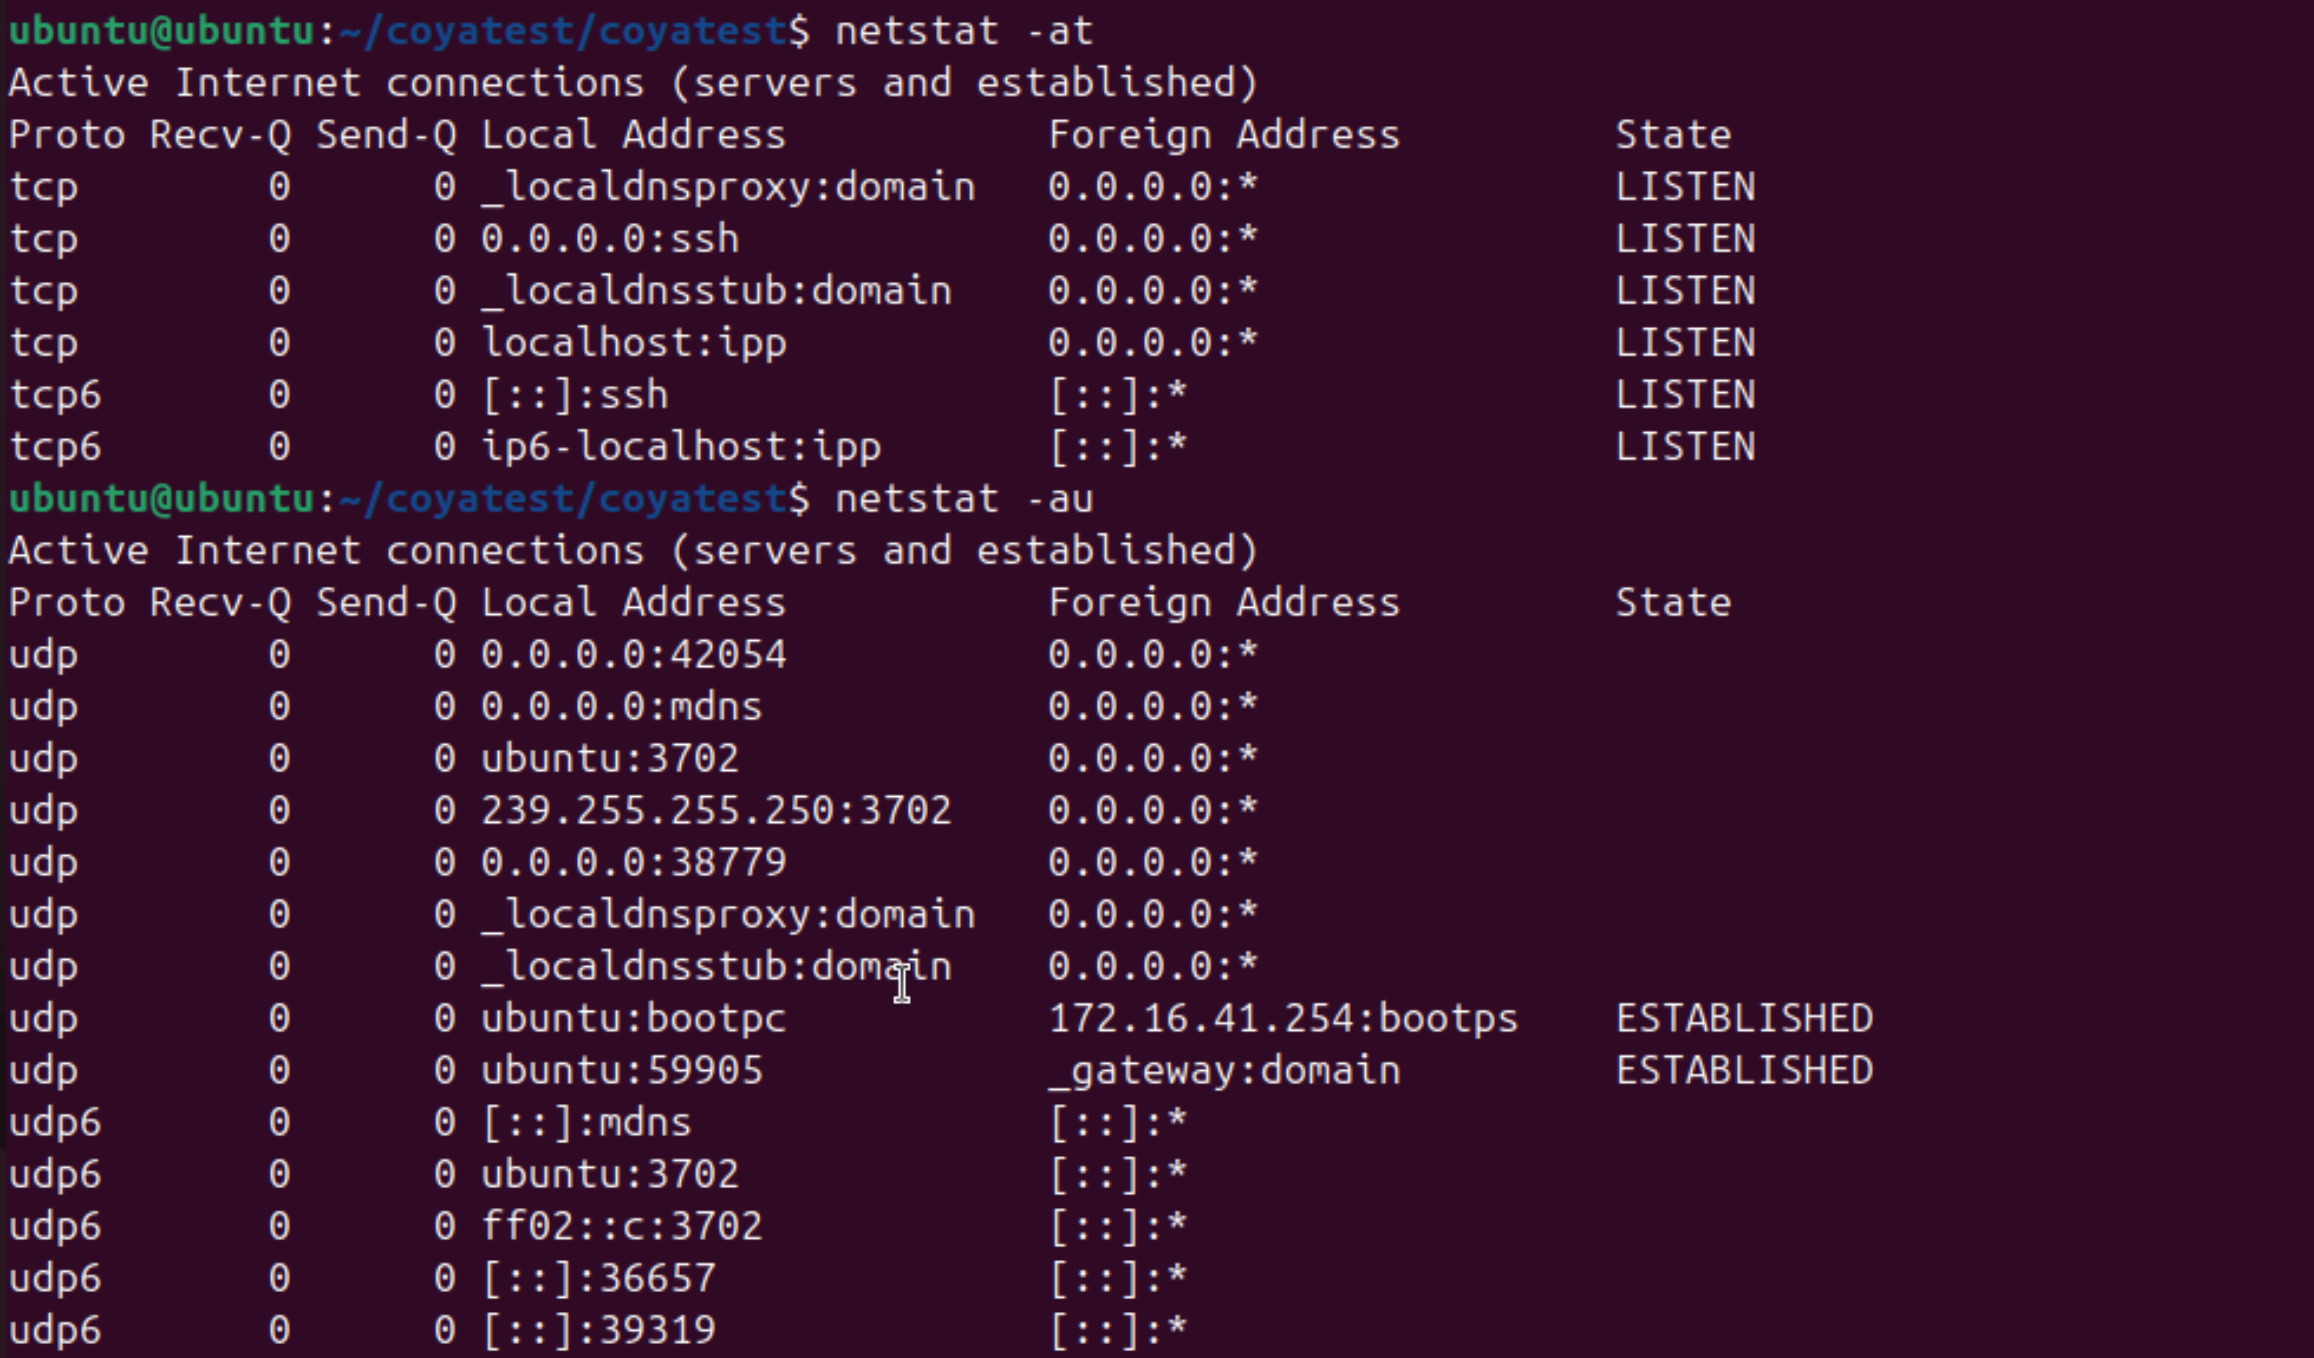 ubuntu@ubuntu:~/coyatest/coyatest$ netstat -at
Active Internet connections (servers and established)
Proto Recv-Q Send-Q Local Address           Foreign Address         State
tcp        0      0 _localdnsproxy:domain   0.0.0.0:*               LISTEN
tcp        0      0 0.0.0.0:ssh             0.0.0.0:*               LISTEN
tcp        0      0 _localdnsstub:domain    0.0.0.0:*               LISTEN
tcp        0      0 localhost:ipp           0.0.0.0:*               LISTEN
tcp6       0      0 [::]:ssh                [::]:*                  LISTEN
tcp6       0      0 ip6-localhost:ipp       [::]:*                  LISTEN
ubuntu@ubuntu:~/coyatest/coyatest$ netstat -au
Active Internet connections (servers and established)
Proto Recv-Q Send-Q Local Address           Foreign Address         State
udp        0      0 0.0.0.0:42054           0.0.0.0:*
udp        0      0 0.0.0.0:mdns            0.0.0.0:*
udp        0      0 ubuntu:3702             0.0.0.0:*
udp        0      0 239.255.255.250:3702    0.0.0.0:*
udp        0      0 0.0.0.0:38779           0.0.0.0:*
udp        0      0 _localdnsproxy:domain   0.0.0.0:*
udp        0      0 _localdnsstub:domain    0.0.0.0:*
udp        0      0 ubuntu:bootpc           172.16.41.254:bootps    ESTABLISHED
udp        0      0 ubuntu:59905            _gateway:domain         ESTABLISHED
udp6       0      0 [::]:mdns               [::]:*
udp6       0      0 ubuntu:3702             [::]:*
udp6       0      0 ff02::c:3702            [::]:*
udp6       0      0 [::]:36657              [::]:*
udp6       0      0 [::]:39319              [::]:*